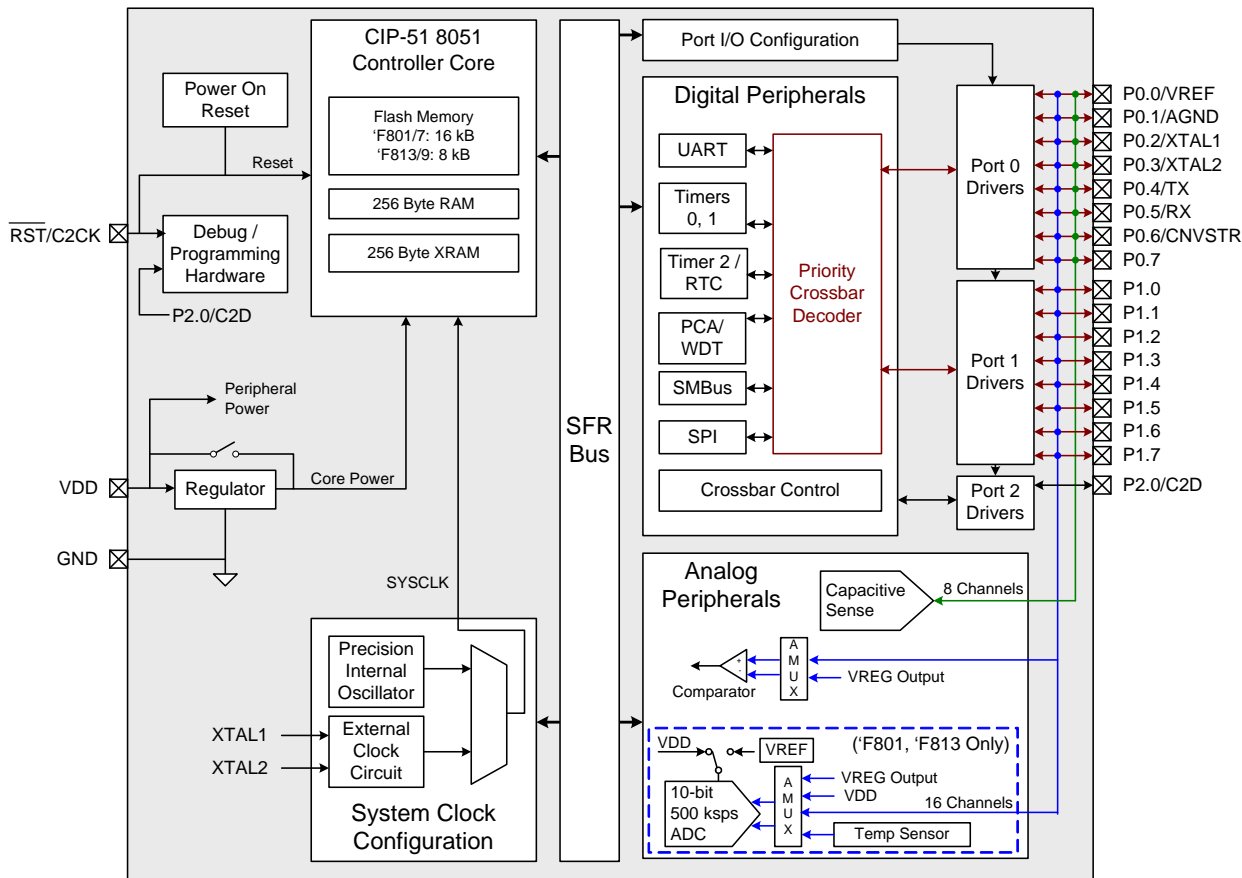 CIP-51 8051
Controller Core
Flash Memory
‘F801/7: 16 kB
‘F813/9: 8 kB
256 Byte RAM
256 Byte XRAM
Power On
Reset
Reset
RST/C2CK
Debug /
Programming
Hardware
P2.0/C2D
Peripheral
Power
VDD
Regulator
Core Power
GND
SYSCLK
Precision
Internal
Oscillator
XTAL1
XTAL2
External
Clock
Circuit
System Clock
Configuration
SFR
Bus
Port I/O Configuration
Digital Peripherals
UART
Timers
0, 1
Timer 2 /
RTC
PCA/
WDT
SMBus
SPI
Priority
Crossbar
Decoder
Crossbar Control
Port 0
Drivers
Port 1
Drivers
Port 2
Drivers
P0.0/VREF
P0.1/AGND
P0.2/XTAL1
P0.3/XTAL2
P0.4/TX
P0.5/RX
P0.6/CNVSTR
P0.7
P1.0
P1.1
P1.2
P1.3
P1.4
P1.5
P1.6
P1.7
P2.0/C2D
Analog
Peripherals
Capacitive
Sense
8 Channels
+
-
Comparator
A
M
U
X
VREG Output
(‘F801, ‘F813 Only)
VDD
VREF
10-bit
500 ksps
ADC
A
M
U
X
VREG Output
VDD
16 Channels
Temp Sensor